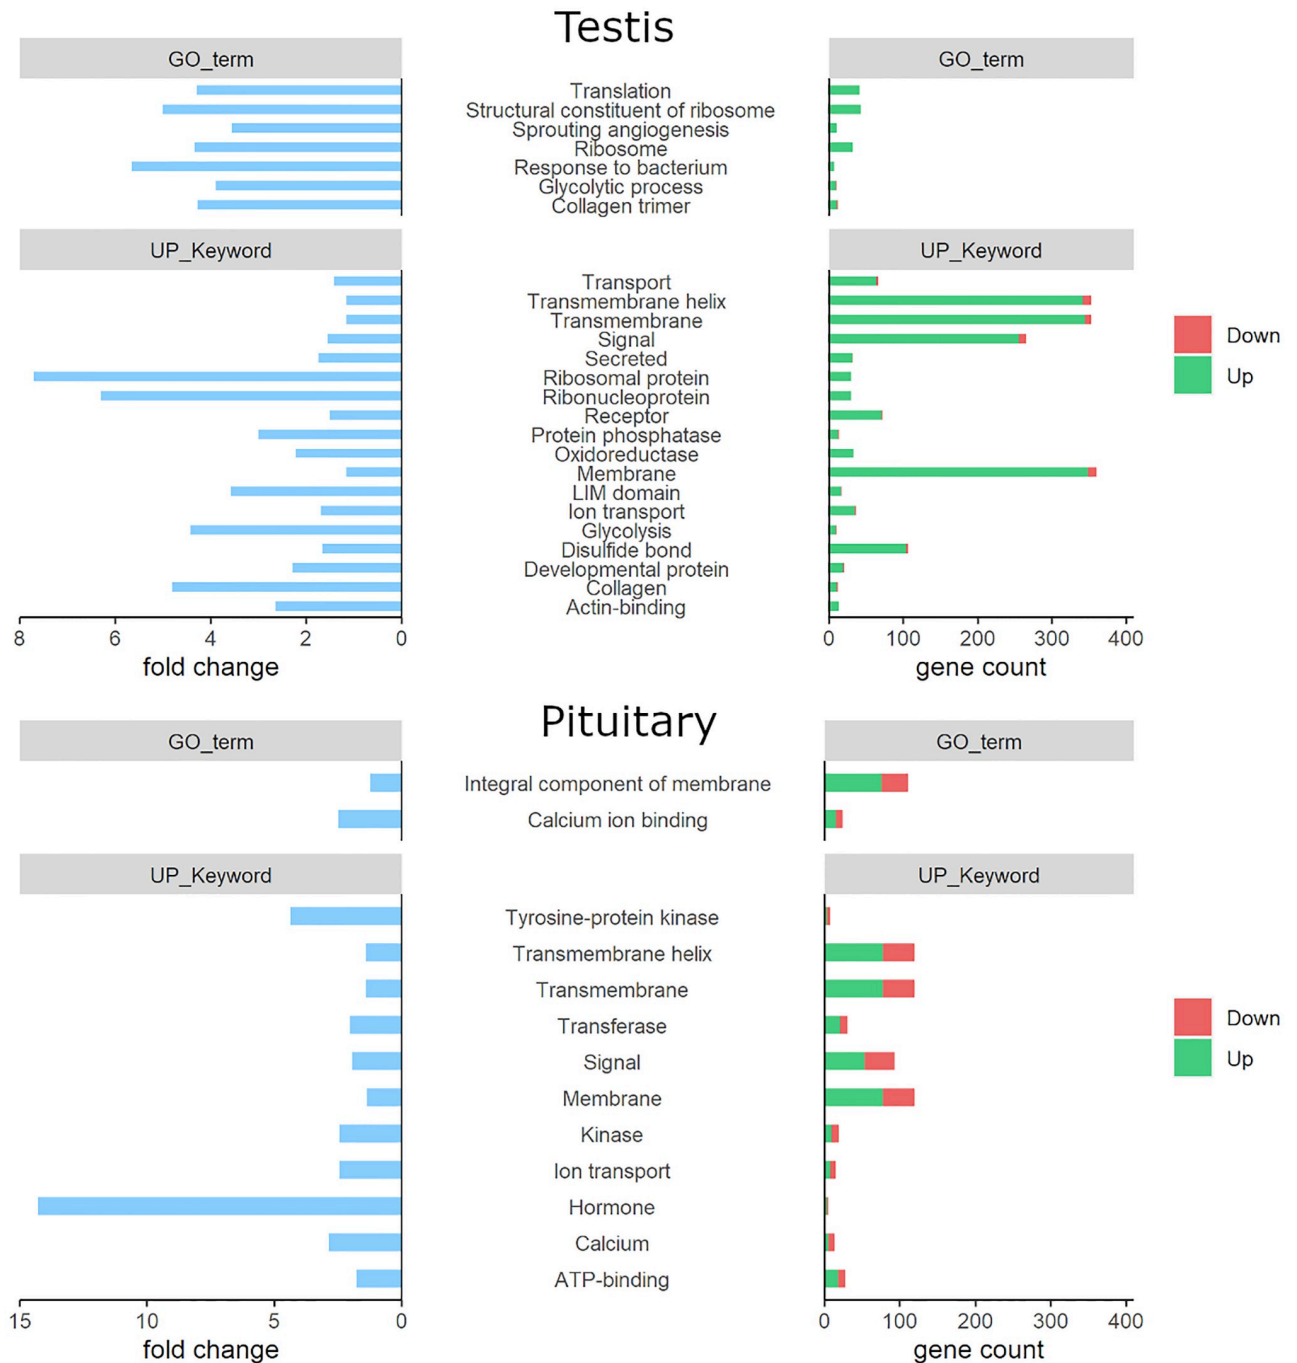 Testis
GO_term
GO_term
Translation
Structural constituent of ribosome
Sprouting angiogenesis
Ribosome
Response to bacterium
Glycolytic process
Collagen trimer
UP_Keyword
UP_Keyword
Transport
Transmembrane helix
Transmembrane
Signal
Secreted
Ribosomal protein
Ribonucleoprotein
Receptor
Protein phosphatase
Oxidoreductase
Membrane
LIM domain
Ion transport
Glycolysis
Disulfide bond
Developmental protein
Collagen
Actin-binding
Down
Up
8 6 4 2 0
fold change
0 100 200 300 400
gene count
Pituitary
GO_term
GO_term
Integral component of membrane
Calcium ion binding
UP_Keyword
UP_Keyword
Tyrosine-protein kinase
Transmembrane helix
Transmembrane
Transferase
Signal
Membrane
Kinase
Ion transport
Hormone
Calcium
ATP-binding
Down
Up
15 10 5 0
fold change
0 100 200 300 400
gene count